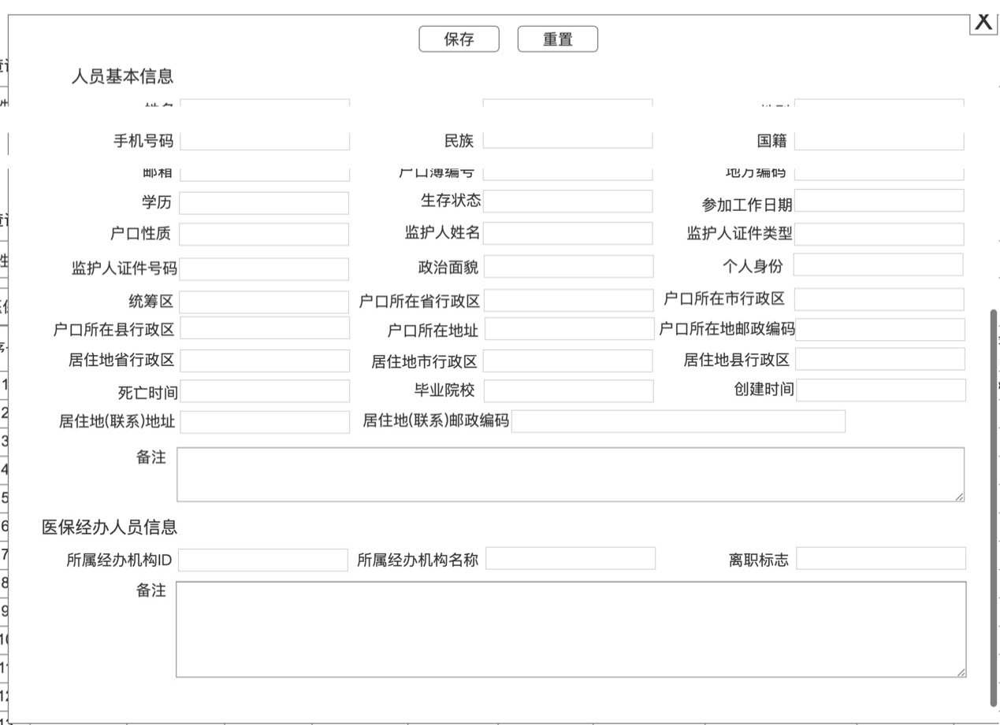 X
保存 重置
人员基本信息
姓名 性别
手机号码 民族 国籍
邮箱 户口簿编号 地方编码
学历 生存状态 参加工作日期
户口性质 监护人姓名 监护人证件类型
监护人证件号码 政治面貌 个人身份
统筹区 户口所在省行政区 户口所在市行政区
户口所在县行政区 户口所在地址 户口所在地邮政编码
居住地省行政区 居住地市行政区 居住地县行政区
死亡时间 毕业院校 创建时间
居住地(联系)地址 居住地(联系)邮政编码
备注
医保经办人员信息
所属经办机构ID 所属经办机构名称 离职标志
备注